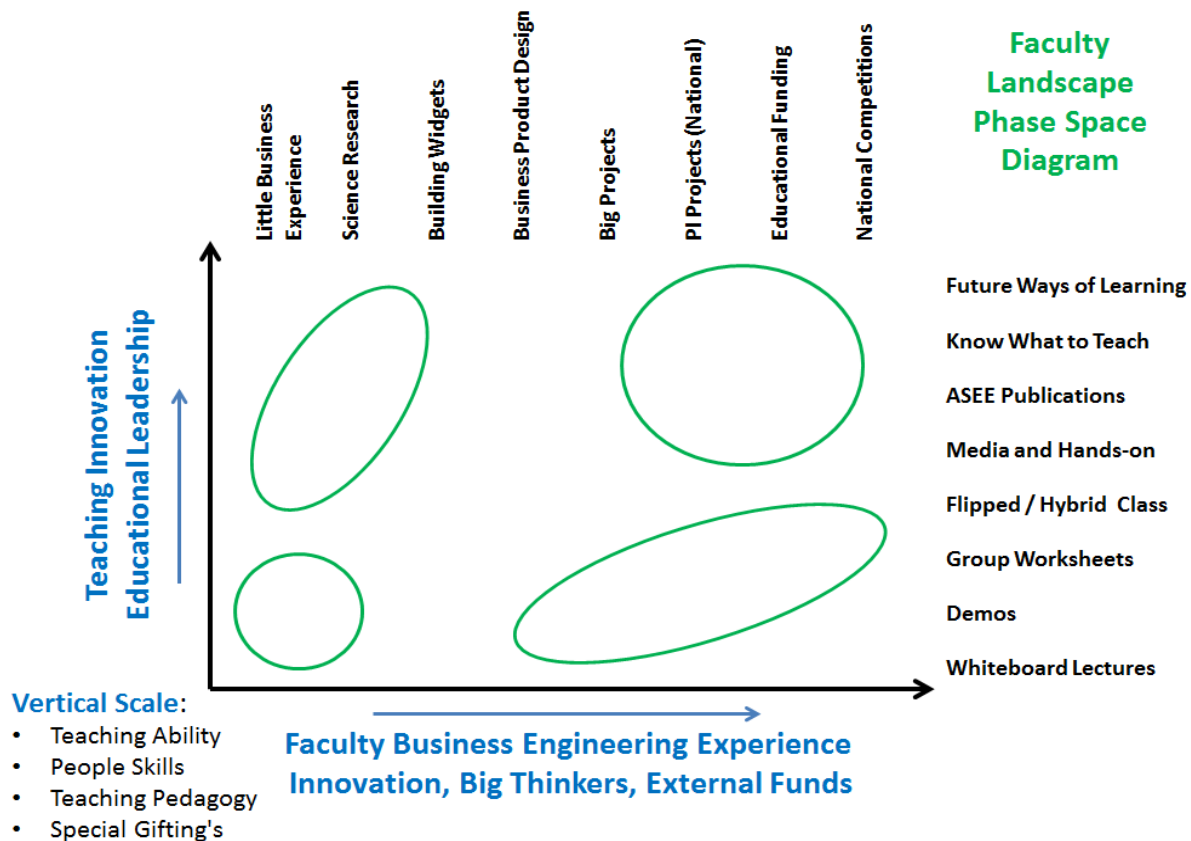 Little Business
Experience
Science Research
Building Widgets
Business Product Design
Big Projects
PI Projects (National)
Educational Funding
National Competitions
Faculty
Landscape
Phase Space
Diagram
Teaching Innovation
Educational Leadership
Future Ways of Learning
Know What to Teach
ASEE Publications
Media and Hands-on
Flipped / Hybrid Class
Group Worksheets
Demos
Whiteboard Lectures
Vertical Scale:
• Teaching Ability
• People Skills
• Teaching Pedagogy
• Special Gifting's
Faculty Business Engineering Experience
Innovation, Big Thinkers, External Funds